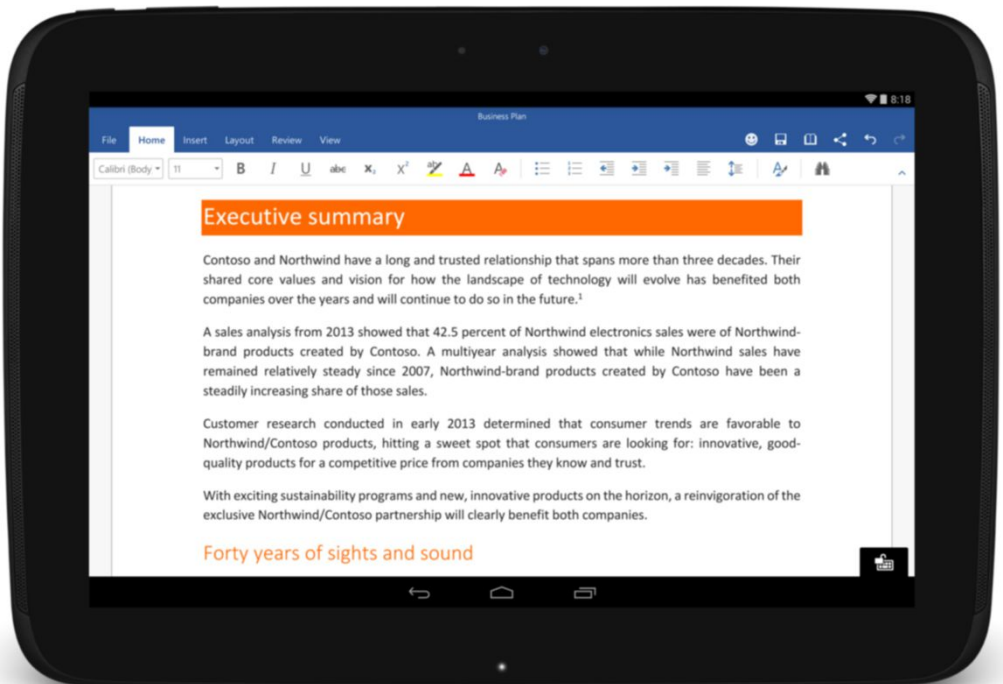 8:18
Business Plan
File Home Insert Layout Review View
Calibri (Body 11 B I U abc X₂ X² aby A A
Executive summary
Contoso and Northwind have a long and trusted relationship that spans more than three decades. Their
shared core values and vision for how the landscape of technology will evolve has benefited both
companies over the years and will continue to do so in the future.¹
A sales analysis from 2013 showed that 42.5 percent of Northwind electronics sales were of Northwind-
brand products created by Contoso. A multiyear analysis showed that while Northwind sales have
remained relatively steady since 2007, Northwind-brand products created by Contoso have been a
steadily increasing share of those sales.
Customer research conducted in early 2013 determined that consumer trends are favorable to
Northwind/Contoso products, hitting a sweet spot that consumers are looking for: innovative, good-
quality products for a competitive price from companies they know and trust.
With exciting sustainability programs and new, innovative products on the horizon, a reinvigoration of the
exclusive Northwind/Contoso partnership will clearly benefit both companies.
Forty years of sights and sound